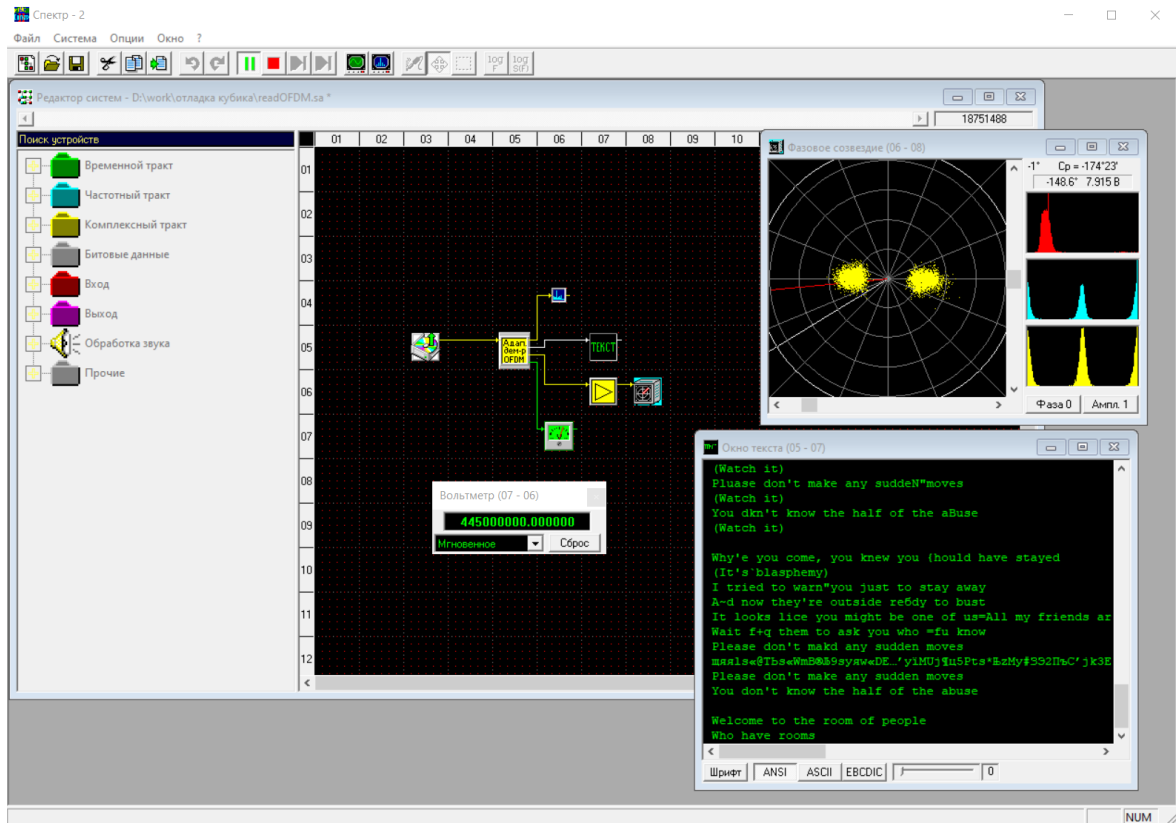 Спектр - 2
Файл Система Опции Окно ?
log F log S(F)
Редактор систем - D:\work\отладка кубика\readOFDM.sa *
18751488
Поиск устройств
01 02 03 04 05 06 07 08 09 10
Временной тракт
Частотный тракт
Комплексный тракт
Битовые данные
Вход
Выход
Обработка звука
Прочие
01
02
03
04
05
06
07
08
09
10
11
12
1
Адап. дем-р OFDM
ТЕКСТ
Вольтметр (07 - 06)
445000000.000000
Мгновенное Сброс
Фазовое созвездие (06 - 08)
-1° Ср = -174°23'
-148.6° 7.915 В
Фаза 0 Ампл. 1
Окно текста (05 - 07)
(Watch it)
Pluase don't make any suddeN"moves
(Watch it)
You dkn't know the half of the aBuse
(Watch it)
Why'e you come, you knew you {hould have stayed
(It's`blasphemy)
I tried to warn"you just to stay away
A-d now they're outside reбdy to bust
It looks lice you might be one of us=All my friends ar
Wait f+q them to ask you who =fu know
Please don't makd any sudden moves
Please don't make any sudden moves
You don't know the half of the abuse
Welcome to the room of people
Who have rooms
Шрифт ANSI ASCII EBCDIC 0
NUM